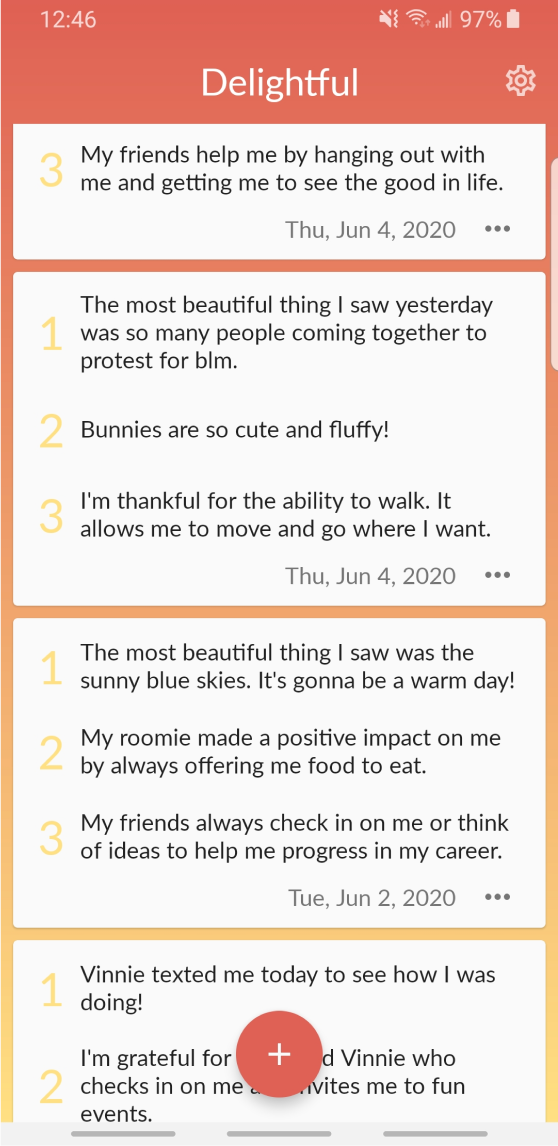 12:46 97%
Delightful
3 My friends help me by hanging out with
me and getting me to see the good in life.
Thu, Jun 4, 2020 •••
1 The most beautiful thing I saw yesterday
was so many people coming together to
protest for blm.
2 Bunnies are so cute and fluffy!
3 I'm thankful for the ability to walk. It
allows me to move and go where I want.
Thu, Jun 4, 2020 •••
1 The most beautiful thing I saw was the
sunny blue skies. It's gonna be a warm day!
2 My roomie made a positive impact on me
by always offering me food to eat.
3 My friends always check in on me or think
of ideas to help me progress in my career.
Tue, Jun 2, 2020 •••
1 Vinnie texted me today to see how I was
doing!
2 I'm grateful for Vinnie who
checks in on me to fun
events.
+